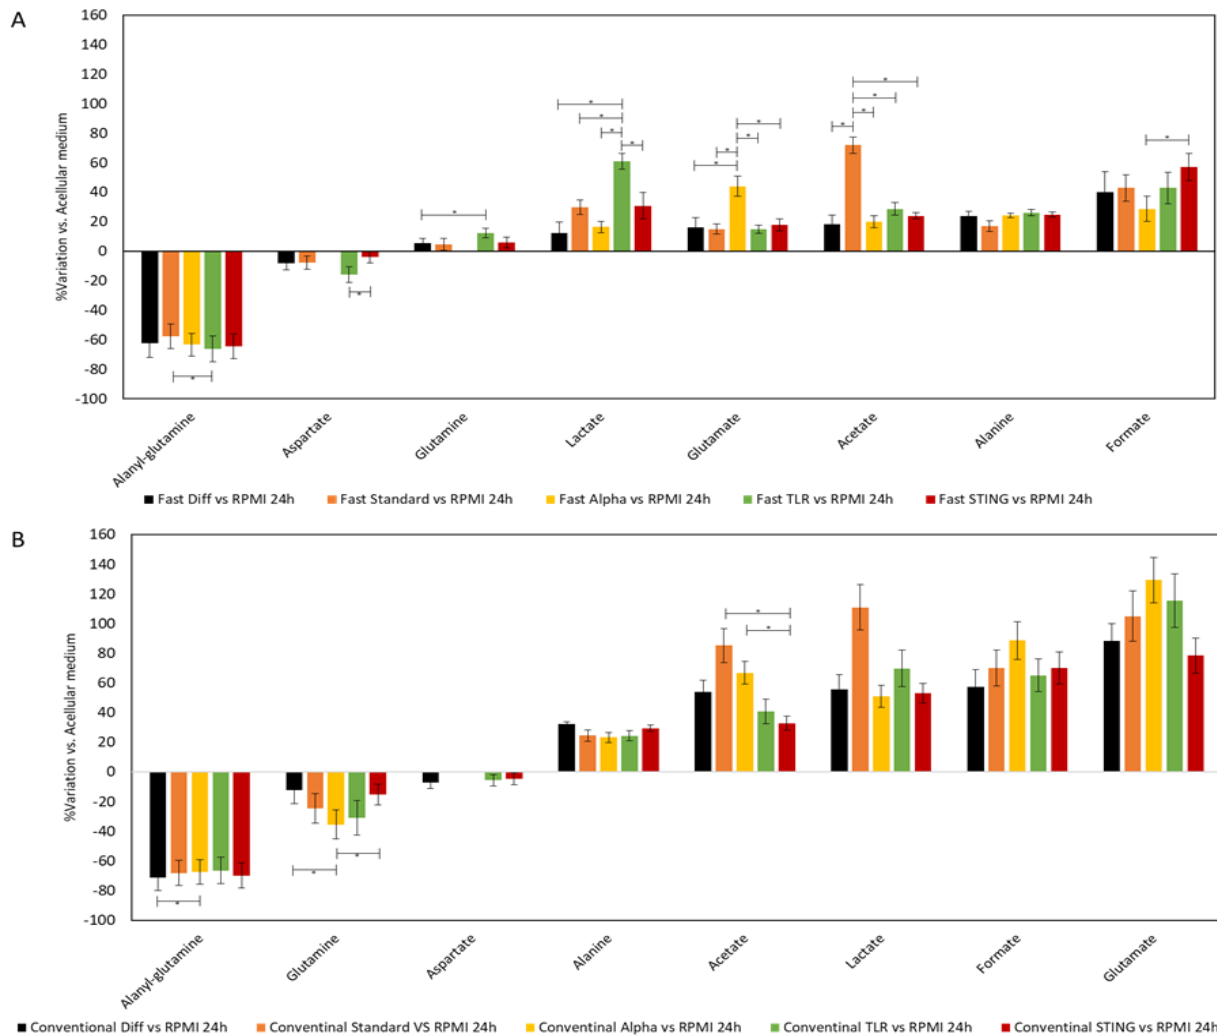 A
160
140
120
100
80
60
40
20
0
-20
-40
-60
-80
-100
%Variation vs. Acellular medium
* * * * * * * * * * * * * * * *
Alanyl-glutamine Aspartate Glutamine Lactate Glutamate Acetate Alanine Formate
Fast Diff vs RPMI 24h Fast Standard vs RPMI 24h Fast Alpha vs RPMI 24h Fast TLR vs RPMI 24h Fast STING vs RPMI 24h
B
160
140
120
100
80
60
40
20
0
-20
-40
-60
-80
-100
%Variation vs. Acellular medium
* * * * *
Alanyl-glutamine Glutamine Aspartate Alanine Acetate Lactate Formate Glutamate
Conventional Diff vs RPMI 24h Conventinal Standard VS RPMI 24h Conventinal Alpha vs RPMI 24h Conventinal TLR vs RPMI 24h Conventinal STING vs RPMI 24h